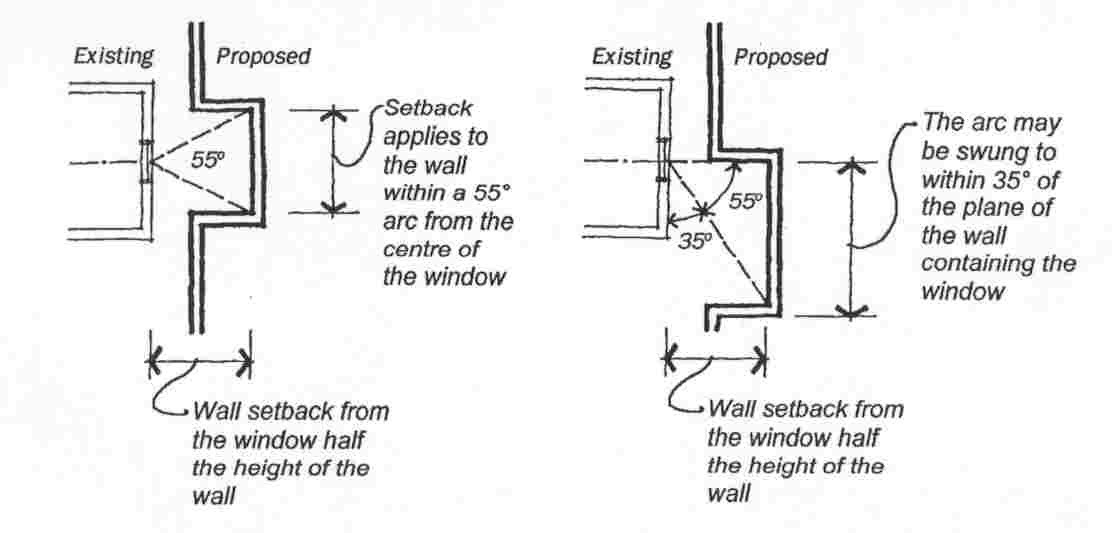 Existing
Proposed
55°
Setback
applies to
the wall
within a 55°
arc from the
centre of
the window
Wall setback from
the window half
the height of the
wall
Existing
Proposed
55°
35°
The arc may
be swung to
within 35° of
the plane of
the wall
containing the
window
Wall setback from
the window half
the height of the
wall